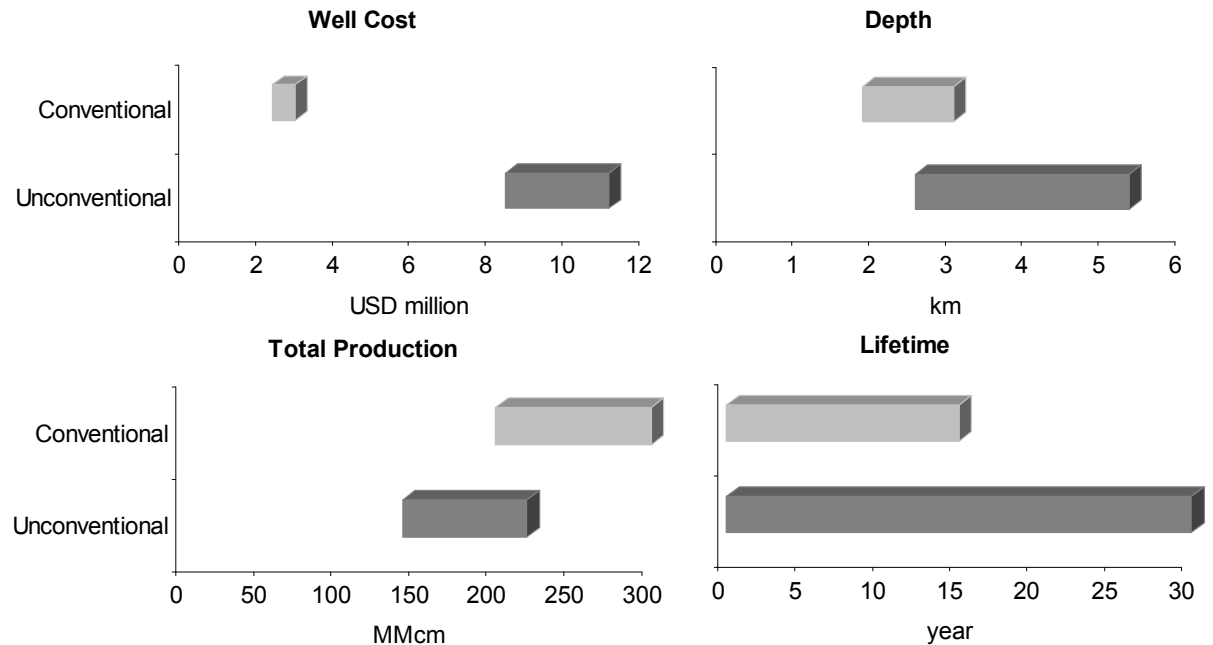 Well Cost
Conventional
Unconventional
0 2 4 6 8 10 12
USD million
Depth
0 1 2 3 4 5 6
km
Total Production
Conventional
Unconventional
0 50 100 150 200 250 300
MMcm
Lifetime
0 5 10 15 20 25 30
year